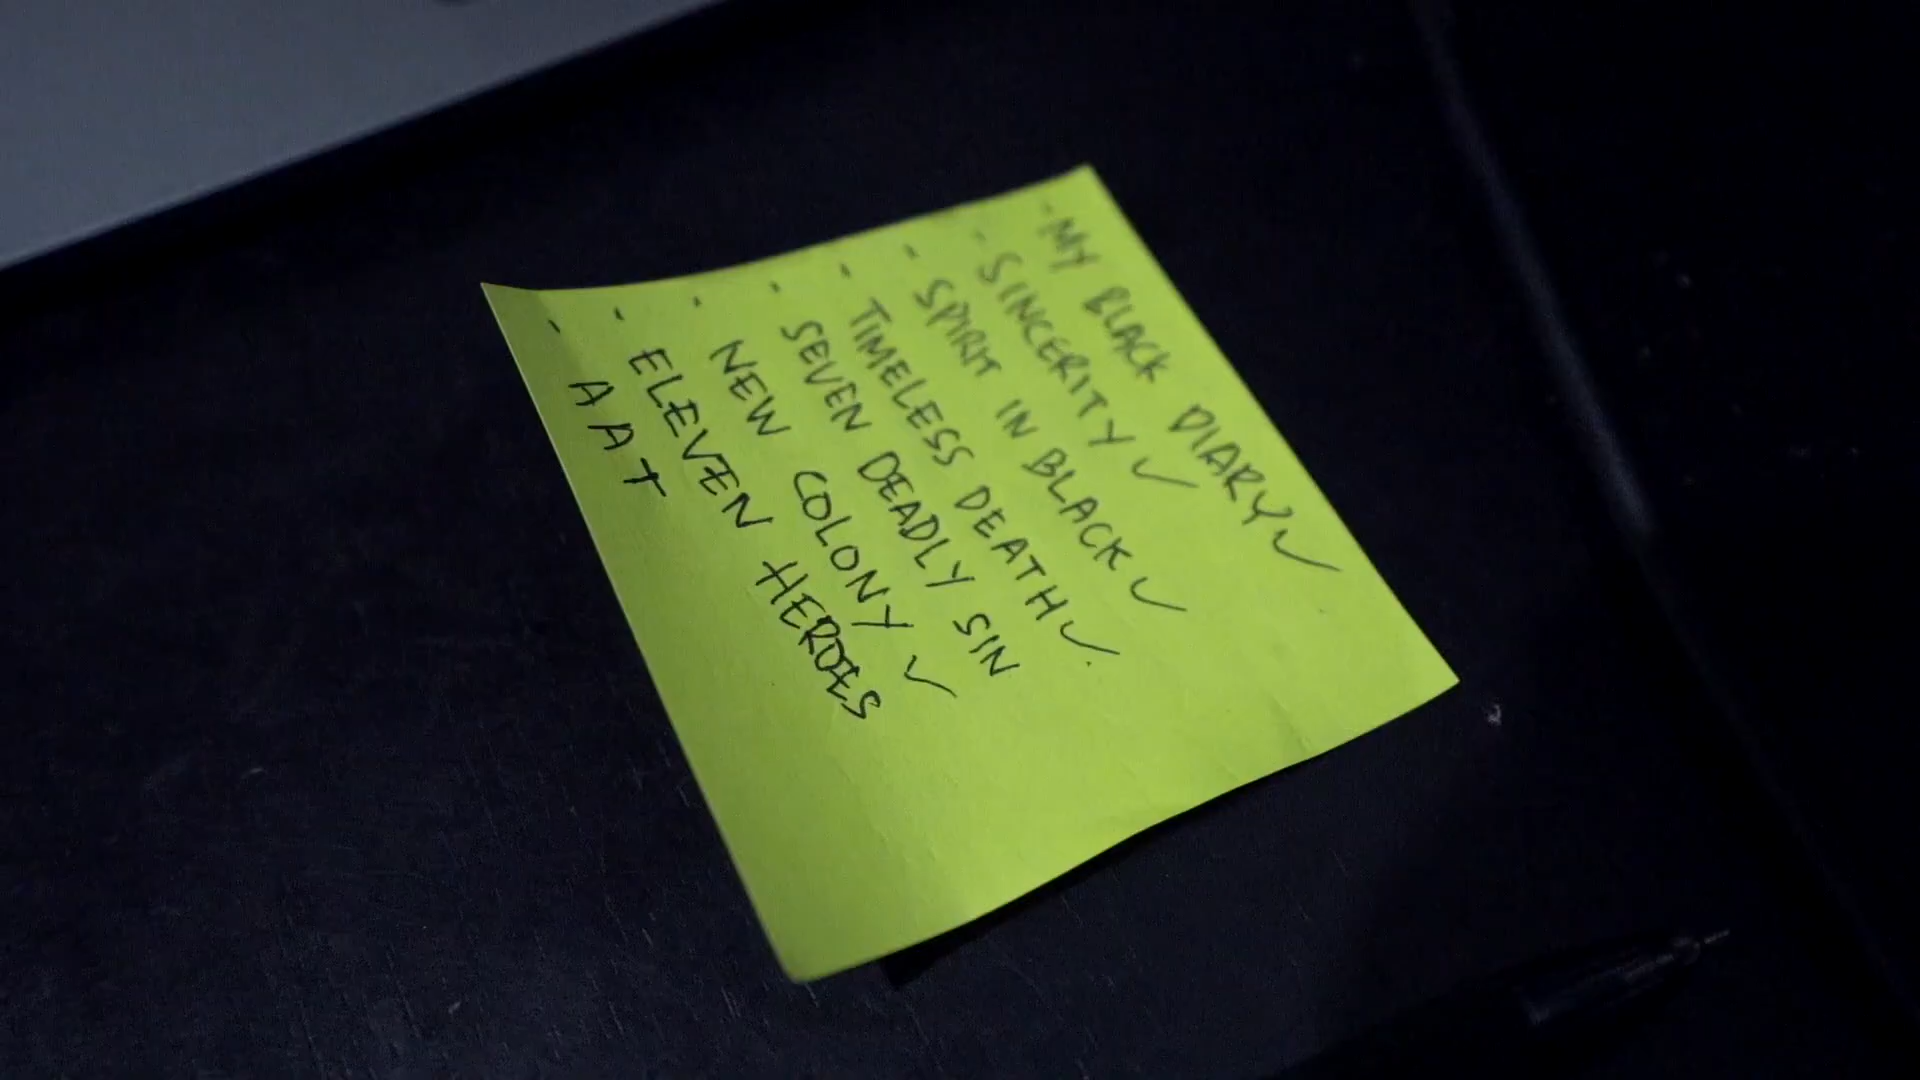 - MY BLACK DIARY ✓
- SINCERITY ✓
- SPIRIT IN BLACK ✓
- TIMELESS DEATH ✓
- SEVEN DEADLY SIN
- NEW COLONY ✓
- ELEVEN HEROES
- AAT